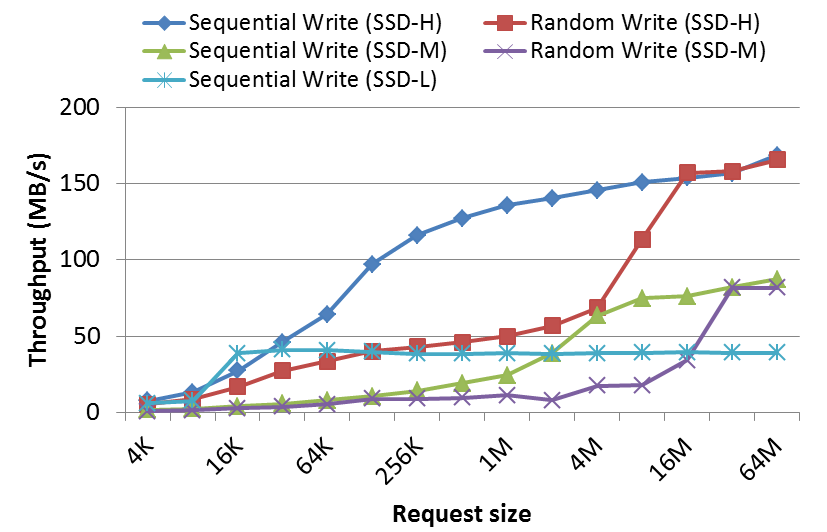 Sequential Write (SSD-H) Random Write (SSD-H)
Sequential Write (SSD-M) Random Write (SSD-M)
Sequential Write (SSD-L)
200
150
100
50
0
Throughput (MB/s)
4K 16K 64K 256K 1M 4M 16M 64M
Request size